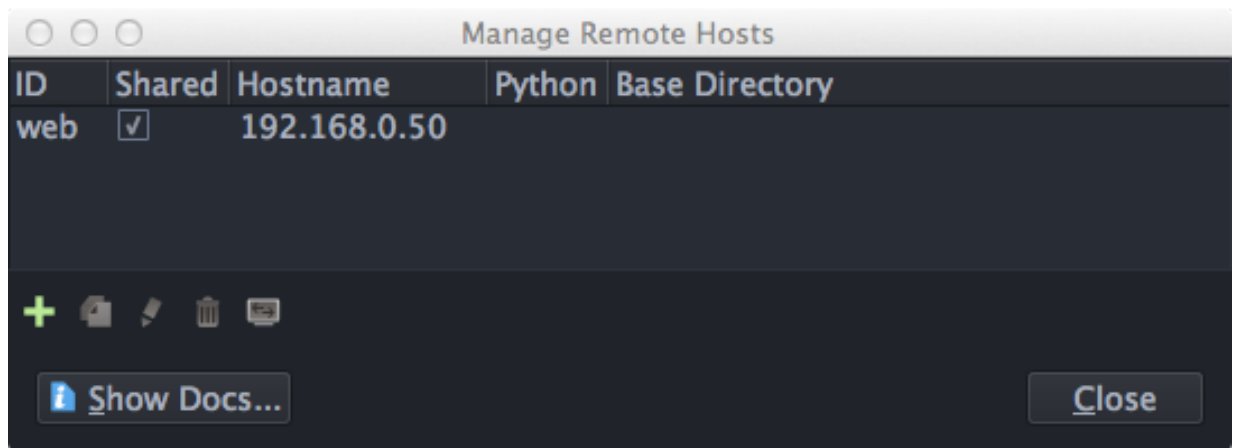 Manage Remote Hosts
ID Shared Hostname Python Base Directory
web 192.168.0.50
Show Docs...
Close